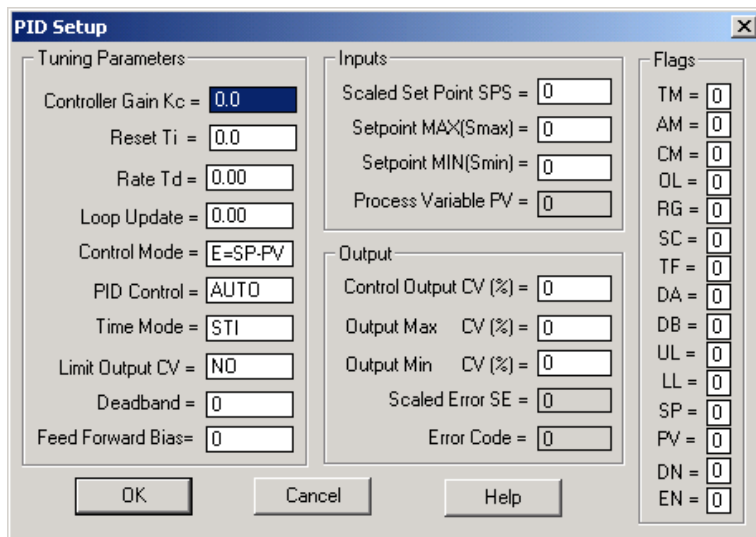 PID Setup
Tuning Parameters
Controller Gain Kc = 0.0
Reset Ti = 0.0
Rate Td = 0.00
Loop Update = 0.00
Control Mode = E=SP-PV
PID Control = AUTO
Time Mode = STI
Limit Output CV = NO
Deadband = 0
Feed Forward Bias= 0
Inputs
Scaled Set Point SPS = 0
Setpoint MAX(Smax) = 0
Setpoint MIN(Smin) = 0
Process Variable PV = 0
Output
Control Output CV (%) = 0
Output Max CV (%) = 0
Output Min CV (%) = 0
Scaled Error SE = 0
Error Code = 0
Flags
TM = 0
AM = 0
CM = 0
OL = 0
RG = 0
SC = 0
TF = 0
DA = 0
DB = 0
UL = 0
LL = 0
SP = 0
PV = 0
DN = 0
EN = 0
OK
Cancel
Help